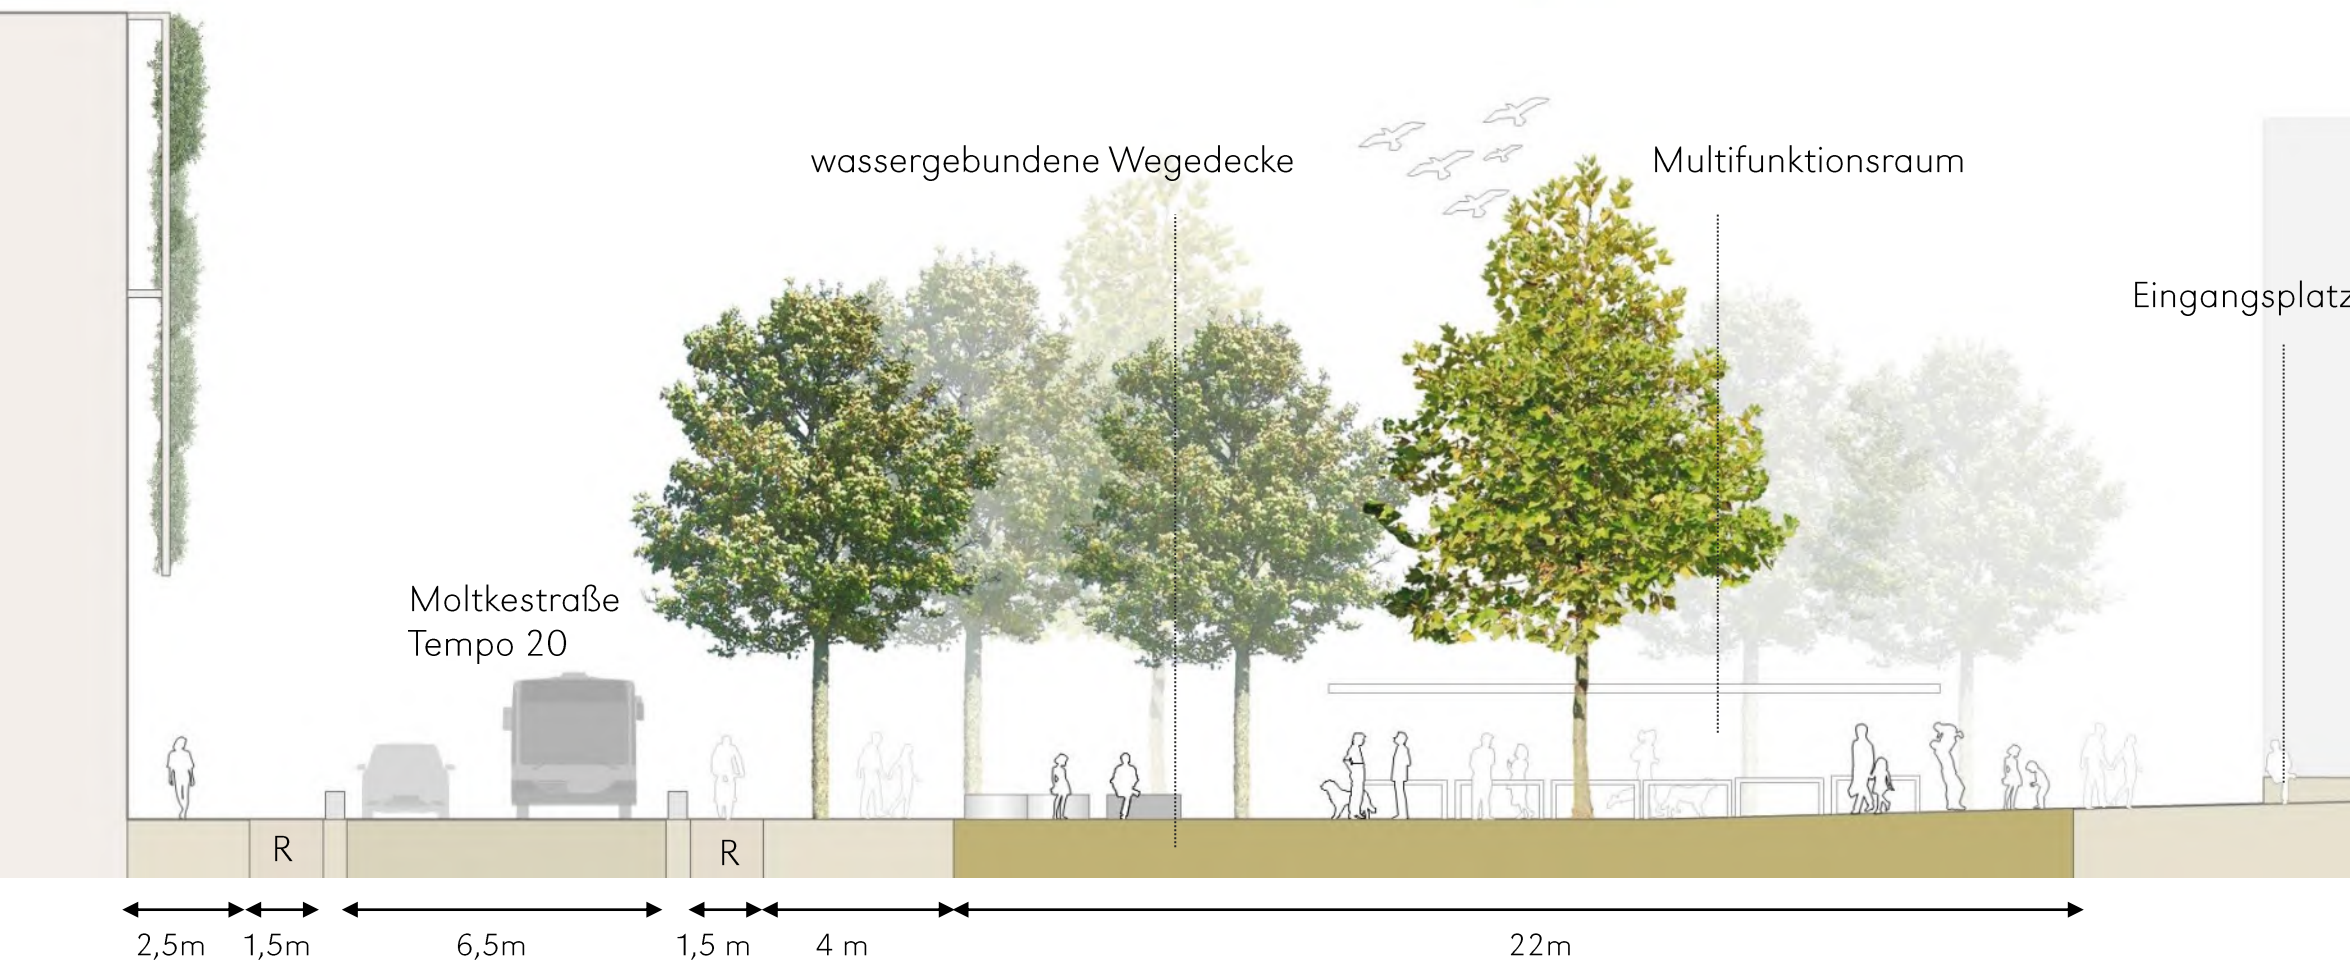 wassergebundene Wegedecke
Multifunktionsraum
Eingangsplatz
Moltkestraße
Tempo 20
R
R
2,5m
1,5m
6,5m
1,5 m
4 m
22m